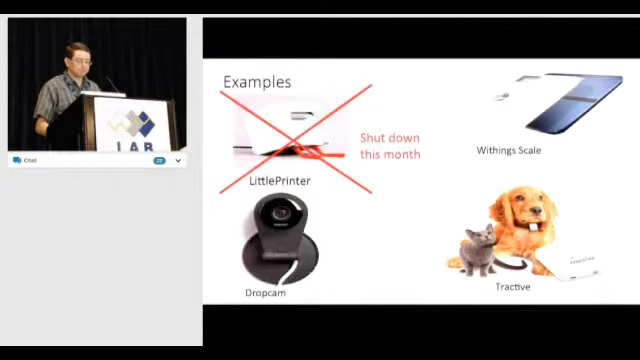 LAB
Chat
Examples
Shut down
this month
Withings Scale
LittlePrinter
Dropcam
Tractive